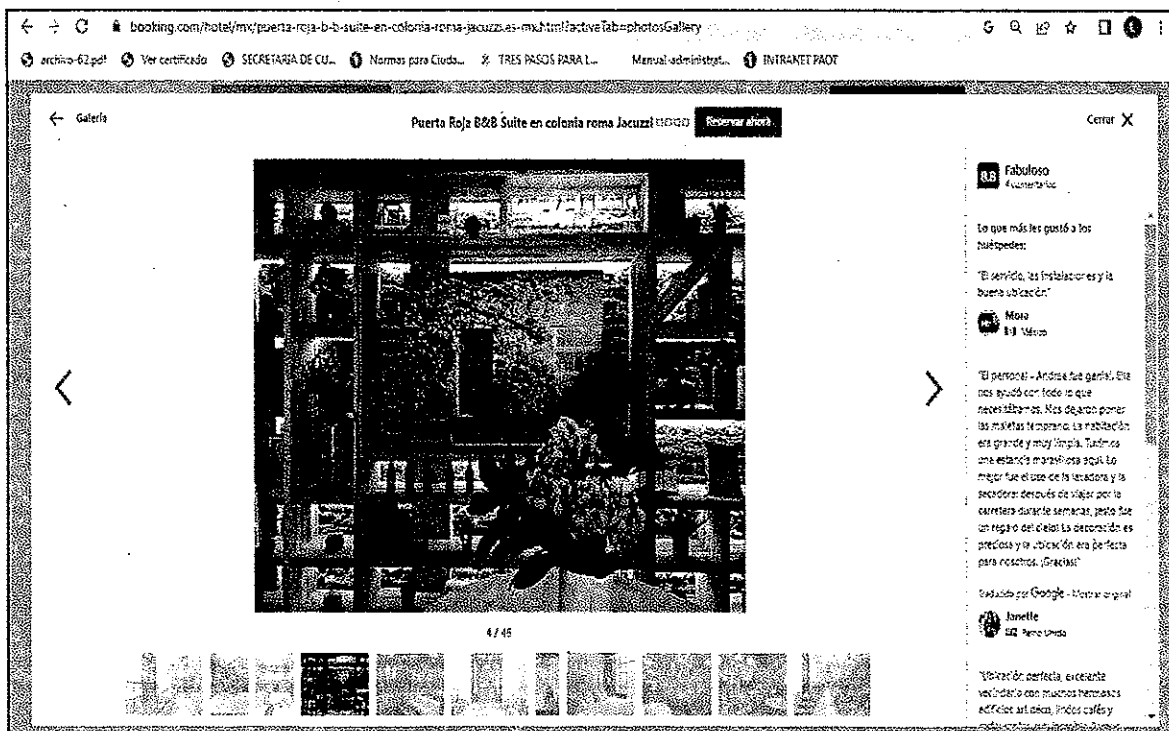 booking.com/hotel/mx/puerta-roja-b-b-suite-en-colonia-roma-jacuzzi.es-mx.html?activeTab=photosGallery
archivo-62.pdf Ver certificado SECRETARIA DE CU... Normas para Ciuda... TRES PASOS PARA L... Manual-administrat... INTRANET PAOT
Galería
Puerta Roja B&B Suite en colonia roma Jacuzzi Reservar ahora
Cerrar X
8.8 Fabuloso
4 comentarios
Lo que más les gustó a los
huéspedes:
"El servicio, las instalaciones y la
buena ubicación"
Mora
México
"El personal - Andrea fue genial. Ella
nos ayudó con todo lo que
necesitábamos. Nos dejaron poner
las maletas temprano. La habitación
era grande y muy limpia. Tuvimos
una estancia maravillosa aquí. Lo
mejor fue el uso de la lavadora y la
secadora: después de viajar por la
carretera durante semanas, ¡esto fue
un regalo del cielo! La decoración es
preciosa y la ubicación era perfecta
para nosotros. ¡Gracias!"
Traducido por Google - Mostrar original
Janette
Reino Unido
"Ubicación perfecta, excelente
vecindario con muchos hermosos
edificios art déco, lindos cafés y
4 / 46